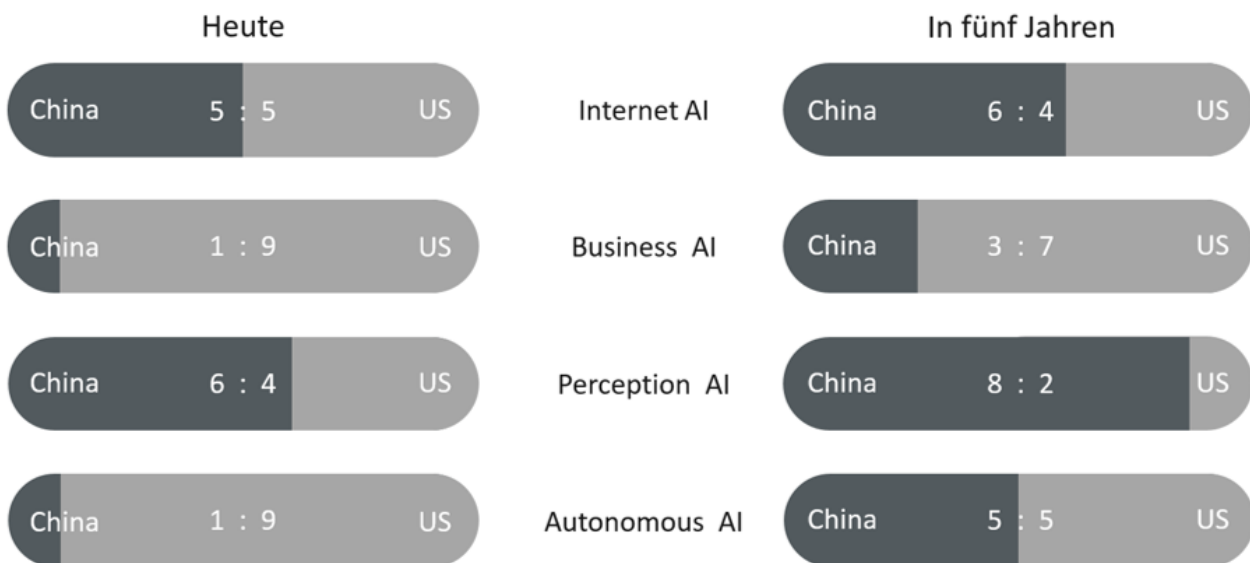 Heute In fünf Jahren
China 5 : 5 US Internet AI China 6 : 4 US
China 1 : 9 US Business AI China 3 : 7 US
China 6 : 4 US Perception AI China 8 : 2 US
China 1 : 9 US Autonomous AI China 5 : 5 US